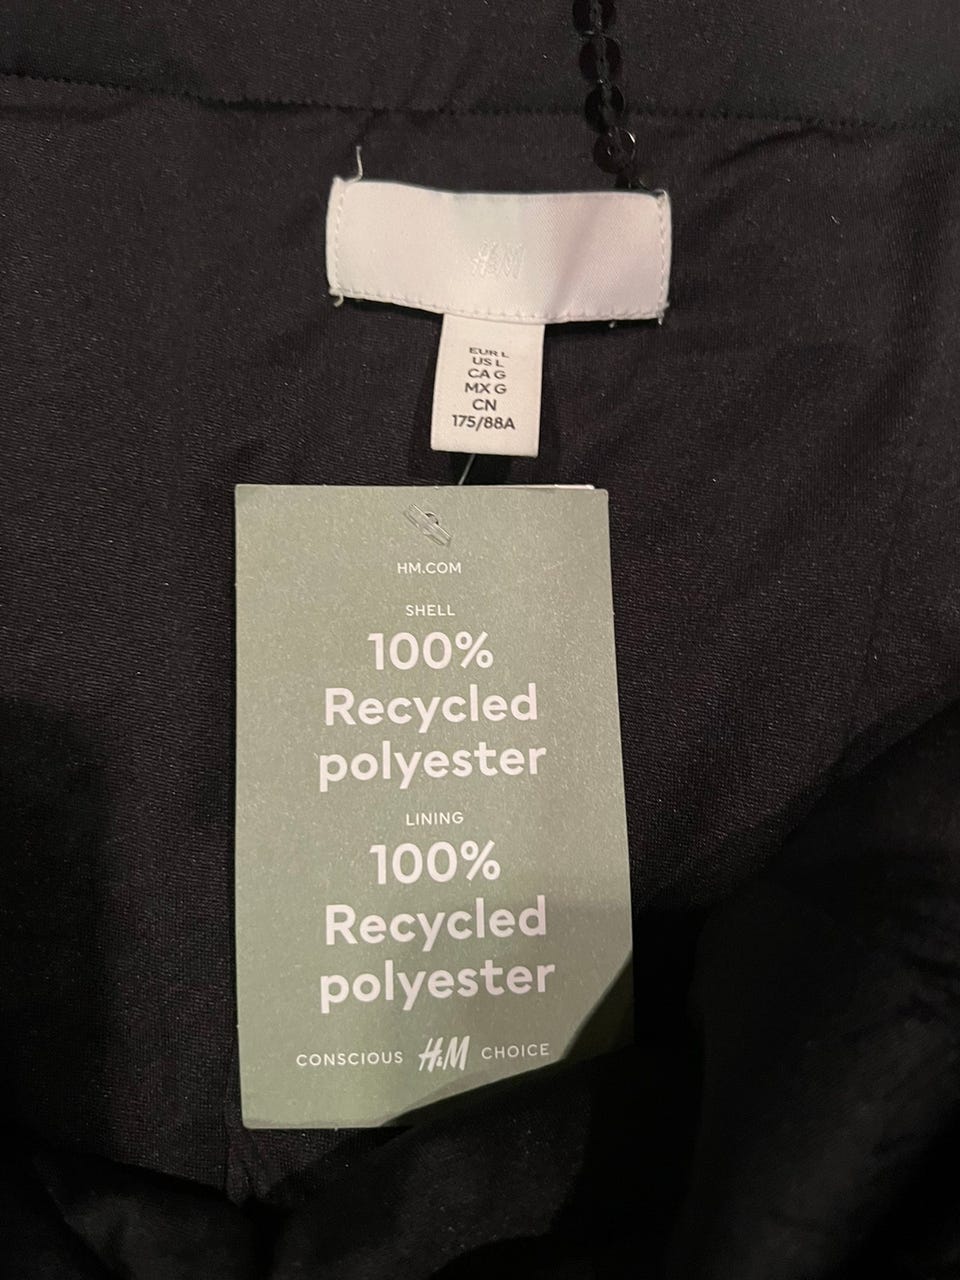 H&M
EUR L
US L
CA G
MX G
CN
175/88A
HM.COM
SHELL
100%
Recycled
polyester
LINING
100%
Recycled
polyester
CONSCIOUS H&M CHOICE